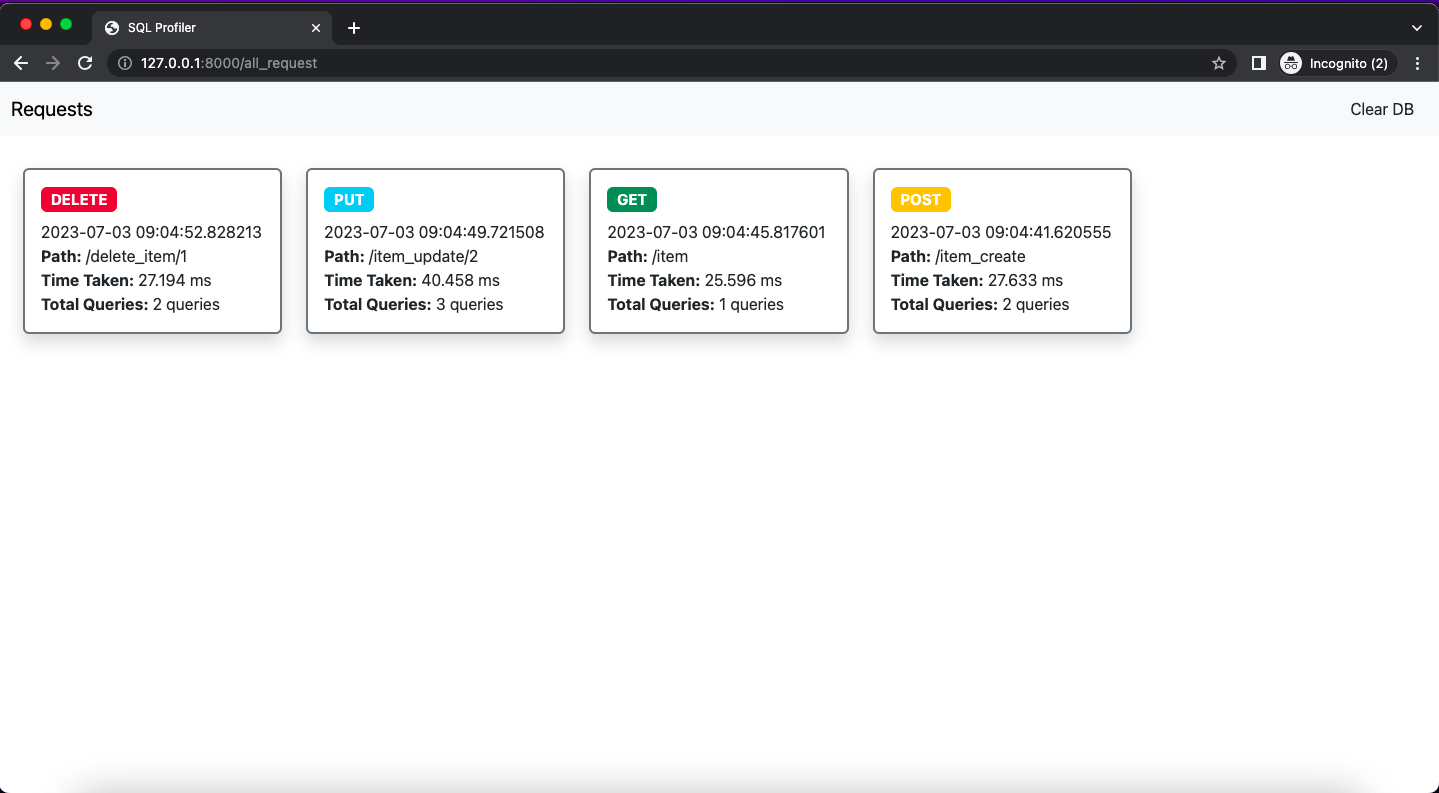 SQL Profiler
127.0.0.1:8000/all_request
Incognito (2)
Requests
Clear DB
DELETE
2023-07-03 09:04:52.828213
Path: /delete_item/1
Time Taken: 27.194 ms
Total Queries: 2 queries
PUT
2023-07-03 09:04:49.721508
Path: /item_update/2
Time Taken: 40.458 ms
Total Queries: 3 queries
GET
2023-07-03 09:04:45.817601
Path: /item
Time Taken: 25.596 ms
Total Queries: 1 queries
POST
2023-07-03 09:04:41.620555
Path: /item_create
Time Taken: 27.633 ms
Total Queries: 2 queries